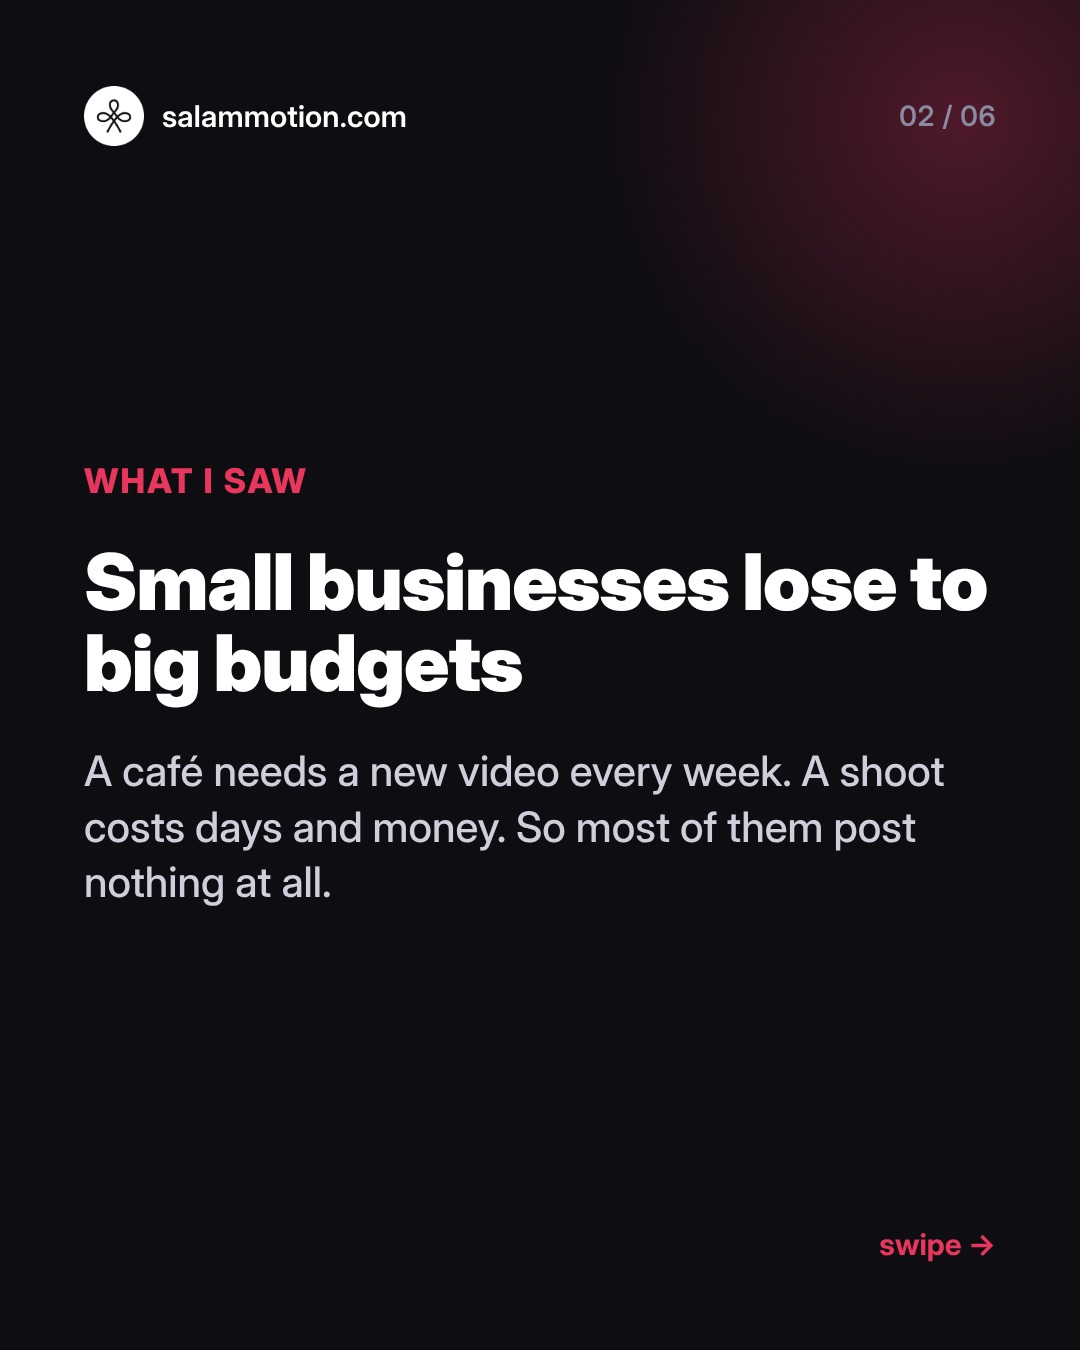 salammotion.com
02 / 06
WHAT I SAW
Small businesses lose to
big budgets
A café needs a new video every week. A shoot
costs days and money. So most of them post
nothing at all.
swipe →